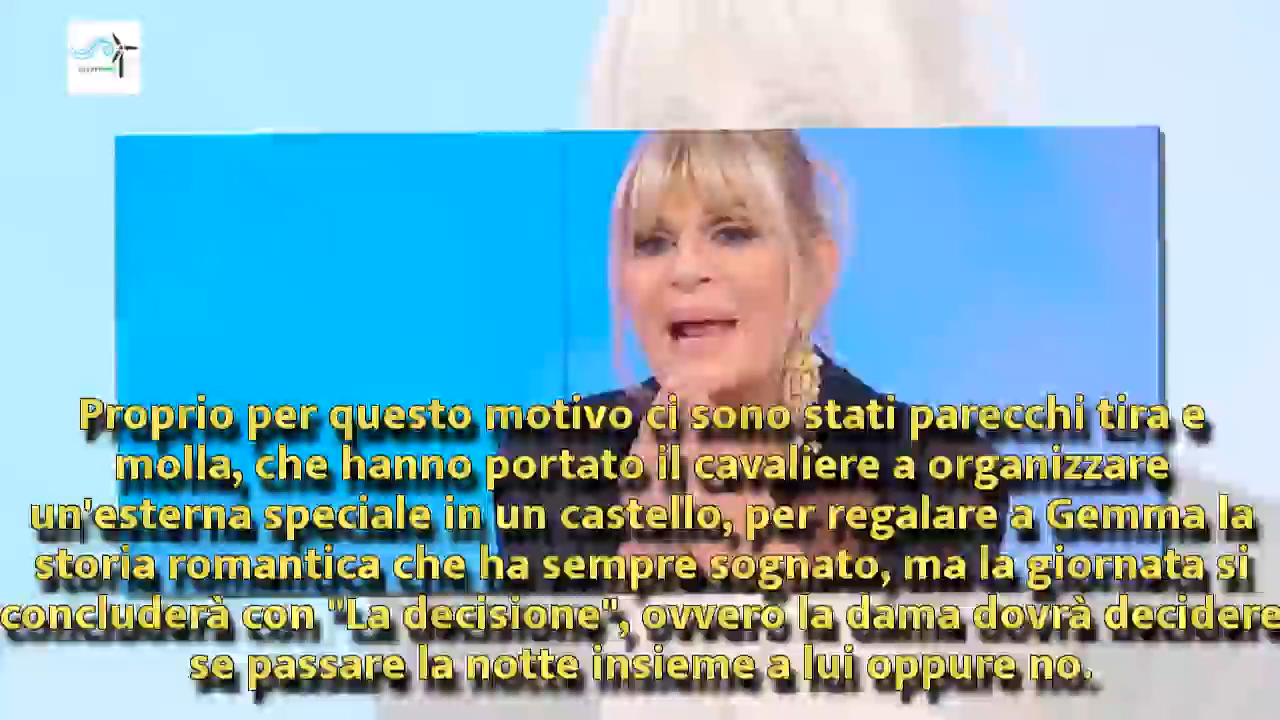 Proprio per questo motivo ci sono stati parecchi tira e
molla, che hanno portato il cavaliere a organizzare
un'esterna speciale in un castello, per regalare a Gemma la
storia romantica che ha sempre sognato, ma la giornata si
concluderà con "La decisione", ovvero la dama dovrà decidere
se passare la notte insieme a lui oppure no.